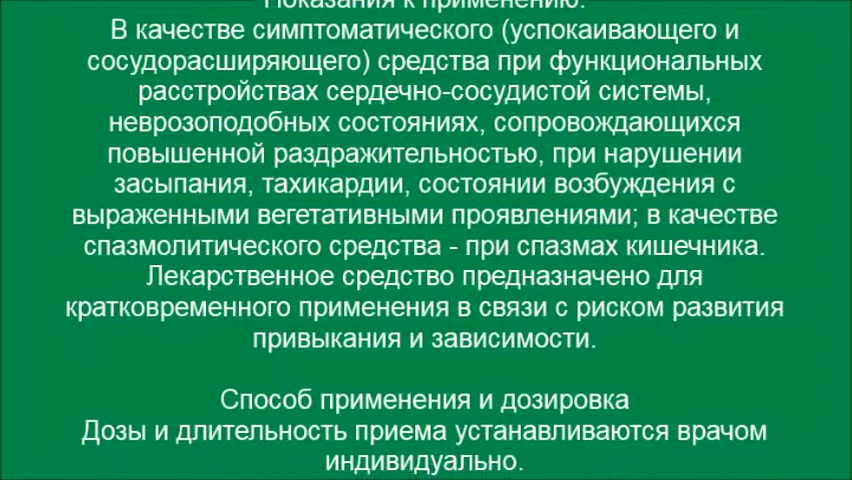 Показания к применению:
В качестве симптоматического (успокаивающего и
сосудорасширяющего) средства при функциональных
расстройствах сердечно-сосудистой системы,
неврозоподобных состояниях, сопровождающихся
повышенной раздражительностью, при нарушении
засыпания, тахикардии, состоянии возбуждения с
выраженными вегетативными проявлениями; в качестве
спазмолитического средства - при спазмах кишечника.
Лекарственное средство предназначено для
кратковременного применения в связи с риском развития
привыкания и зависимости.
Способ применения и дозировка
Дозы и длительность приема устанавливаются врачом
индивидуально.